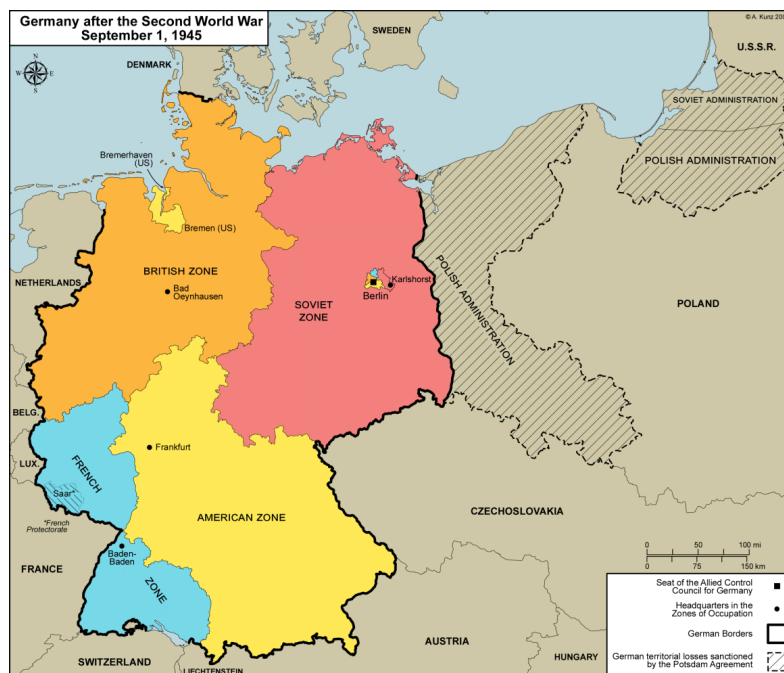 Germany after the Second World War
September 1, 1945
© A. Kunz 200
SWEDEN
DENMARK
U.S.S.R.
N
W
E
S
SOVIET ADMINISTRATION
POLISH ADMINISTRATION
Bremerhaven
(US)
Bremen (US)
BRITISH ZONE
NETHERLANDS
Bad
Oeynhausen
Karlshorst
Berlin
SOVIET
ZONE
POLISH ADMINISTRATION
POLAND
BELG.
Frankfurt
LUX.
FRENCH
Saar*
*French
Protectorate
AMERICAN ZONE
CZECHOSLOVAKIA
Baden-
Baden
FRANCE
ZONE
0 50 100 mi
0 75 150 km
Seat of the Allied Control
Council for Germany
Headquarters in the
Zones of Occupation
German Borders
German territorial losses sanctioned
by the Potsdam Agreement
AUSTRIA
HUNGARY
SWITZERLAND
LIECHTENSTEIN